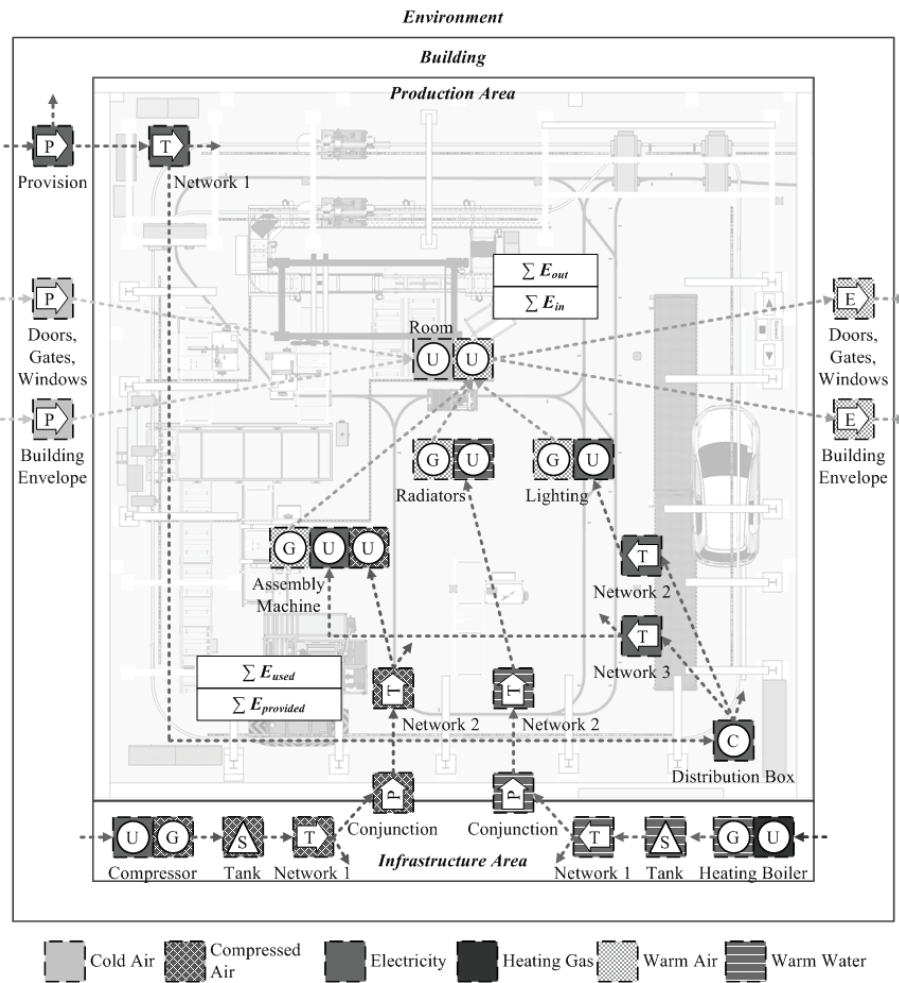 Environment
Building
Production Area
P
T
Provision
Network 1
∑ E_out
∑ E_in
P
E
Room
U U
Doors,
Gates,
Windows
Doors,
Gates,
Windows
P
E
Building
Envelope
Building
Envelope
G U
G U
Radiators
Lighting
G U U
T
Assembly
Machine
Network 2
T
Network 3
∑ E_used
∑ E_provided
T
T
Network 2
Network 2
C
Distribution Box
P
P
Conjunction
Conjunction
U G
S
T
T
S
G U
Infrastructure Area
Compressor
Tank
Network 1
Network 1
Tank
Heating Boiler
Cold Air
Compressed
Air
Electricity
Heating Gas
Warm Air
Warm Water